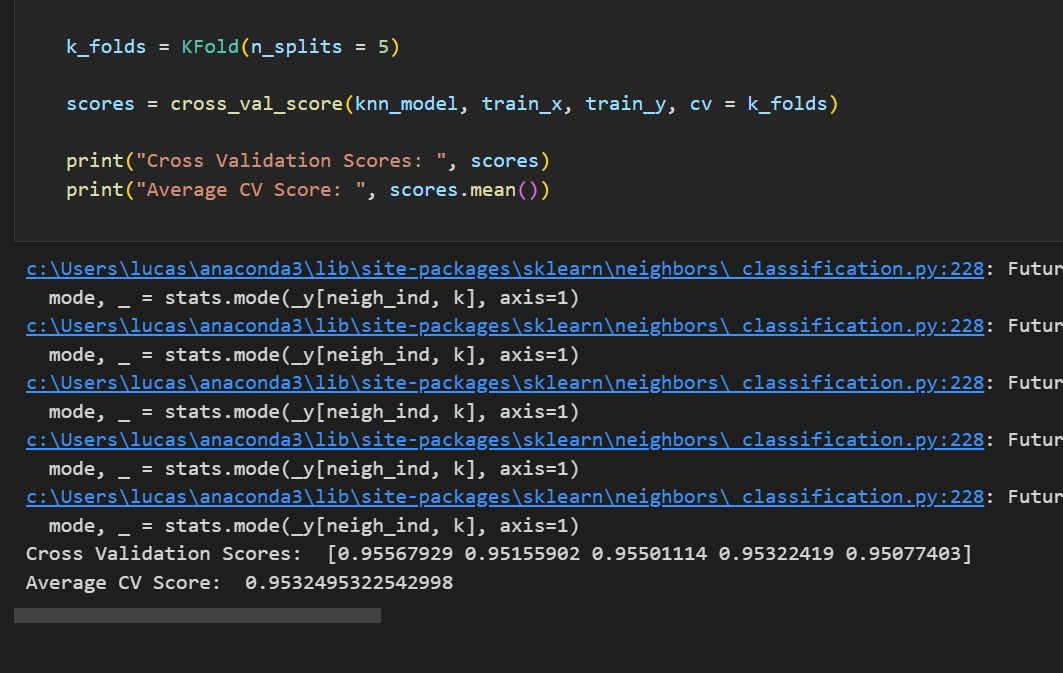 k_folds = KFold(n_splits = 5)
scores = cross_val_score(knn_model, train_x, train_y, cv = k_folds)
print("Cross Validation Scores: ", scores)
print("Average CV Score: ", scores.mean())
c:\Users\lucas\anaconda3\lib\site-packages\sklearn\neighbors\_classification.py:228: Futur
  mode, _ = stats.mode(_y[neigh_ind, k], axis=1)
c:\Users\lucas\anaconda3\lib\site-packages\sklearn\neighbors\_classification.py:228: Futur
  mode, _ = stats.mode(_y[neigh_ind, k], axis=1)
c:\Users\lucas\anaconda3\lib\site-packages\sklearn\neighbors\_classification.py:228: Futur
  mode, _ = stats.mode(_y[neigh_ind, k], axis=1)
c:\Users\lucas\anaconda3\lib\site-packages\sklearn\neighbors\_classification.py:228: Futur
  mode, _ = stats.mode(_y[neigh_ind, k], axis=1)
c:\Users\lucas\anaconda3\lib\site-packages\sklearn\neighbors\_classification.py:228: Futur
  mode, _ = stats.mode(_y[neigh_ind, k], axis=1)
Cross Validation Scores:  [0.95567929 0.95155902 0.95501114 0.95322419 0.95077403]
Average CV Score:  0.9532495322542998